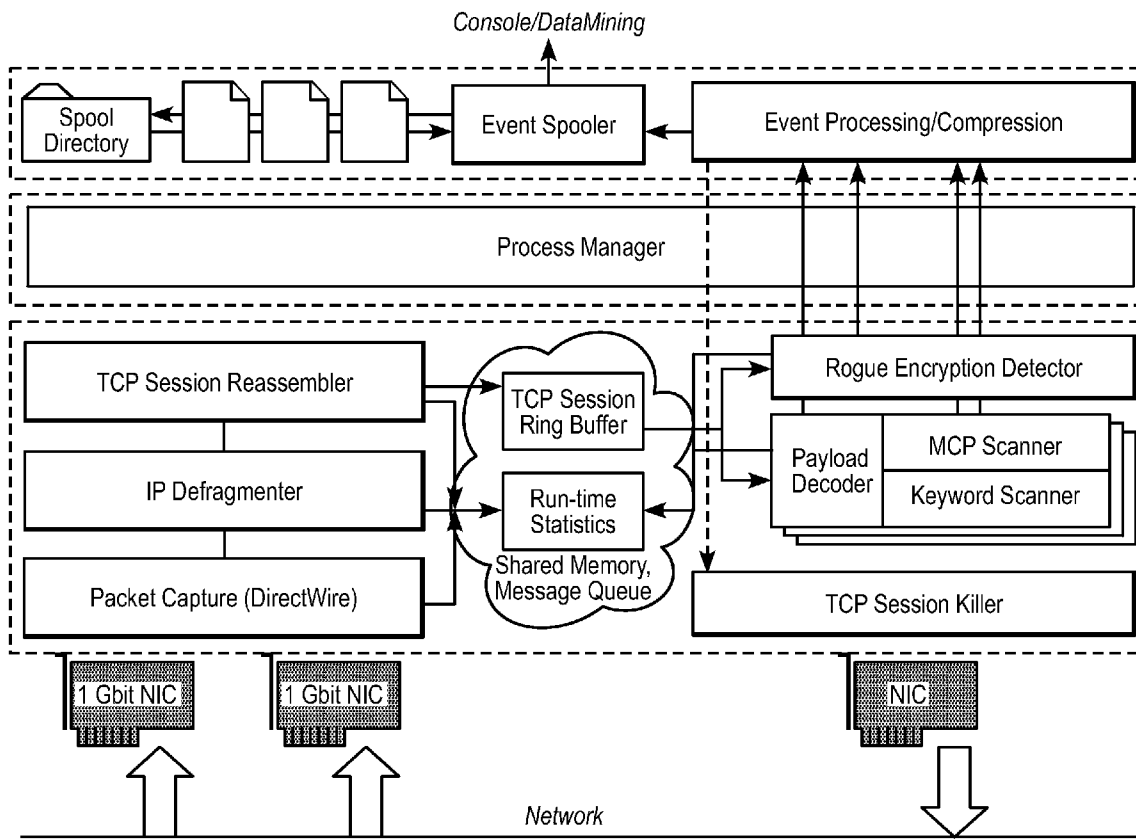 Console/DataMining
Spool
Directory
Event Spooler
Event Processing/Compression
Process Manager
TCP Session Reassembler
IP Defragmenter
Packet Capture (DirectWire)
TCP Session
Ring Buffer
Run-time
Statistics
Shared Memory,
Message Queue
Rogue Encryption Detector
Payload
Decoder
MCP Scanner
Keyword Scanner
TCP Session Killer
1 Gbit NIC
1 Gbit NIC
NIC
Network